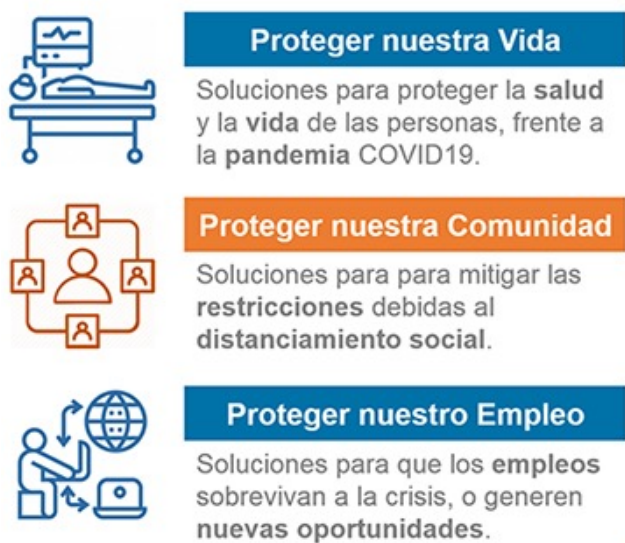 Proteger nuestra Vida
Soluciones para proteger la salud
y la vida de las personas, frente a
la pandemia COVID19.
Proteger nuestra Comunidad
Soluciones para para mitigar las
restricciones debidas al
distanciamiento social.
Proteger nuestro Empleo
Soluciones para que los empleos
sobrevivan a la crisis, o generen
nuevas oportunidades.